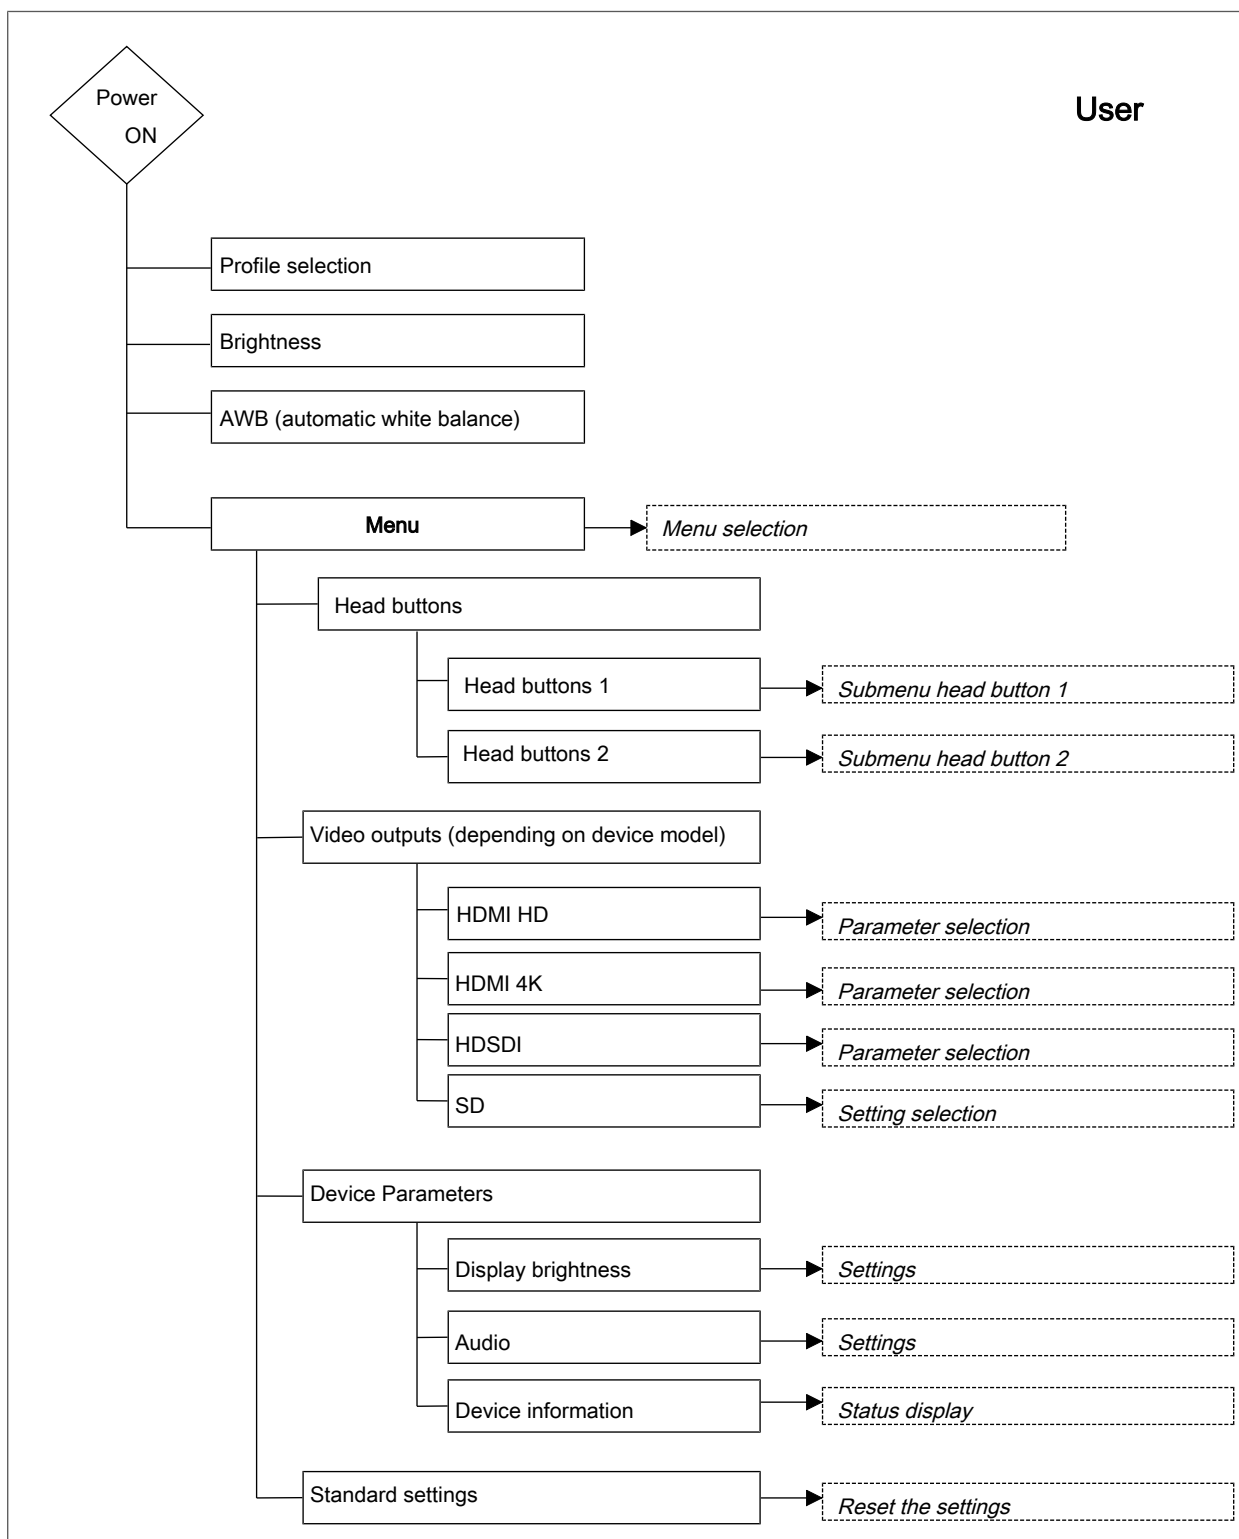 Power
ON
User
Profile selection
Brightness
AWB (automatic white balance)
Menu
Menu selection
Head buttons
Head buttons 1
Submenu head button 1
Head buttons 2
Submenu head button 2
Video outputs (depending on device model)
HDMI HD
Parameter selection
HDMI 4K
Parameter selection
HDSDI
Parameter selection
SD
Setting selection
Device Parameters
Display brightness
Settings
Audio
Settings
Device information
Status display
Standard settings
Reset the settings